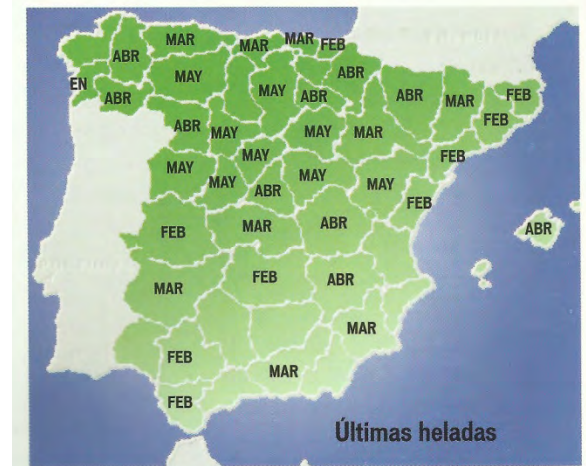 MAR MAR MAR FEB
ABR
MAY ABR
EN ABR MAY ABR ABR MAR FEB
FEB
ABR MAY MAY MAR
MAY FEB
MAY MAY ABR MAY MAY
FEB
FEB MAR ABR ABR
MAR FEB ABR
MAR
FEB MAR
FEB
Últimas heladas